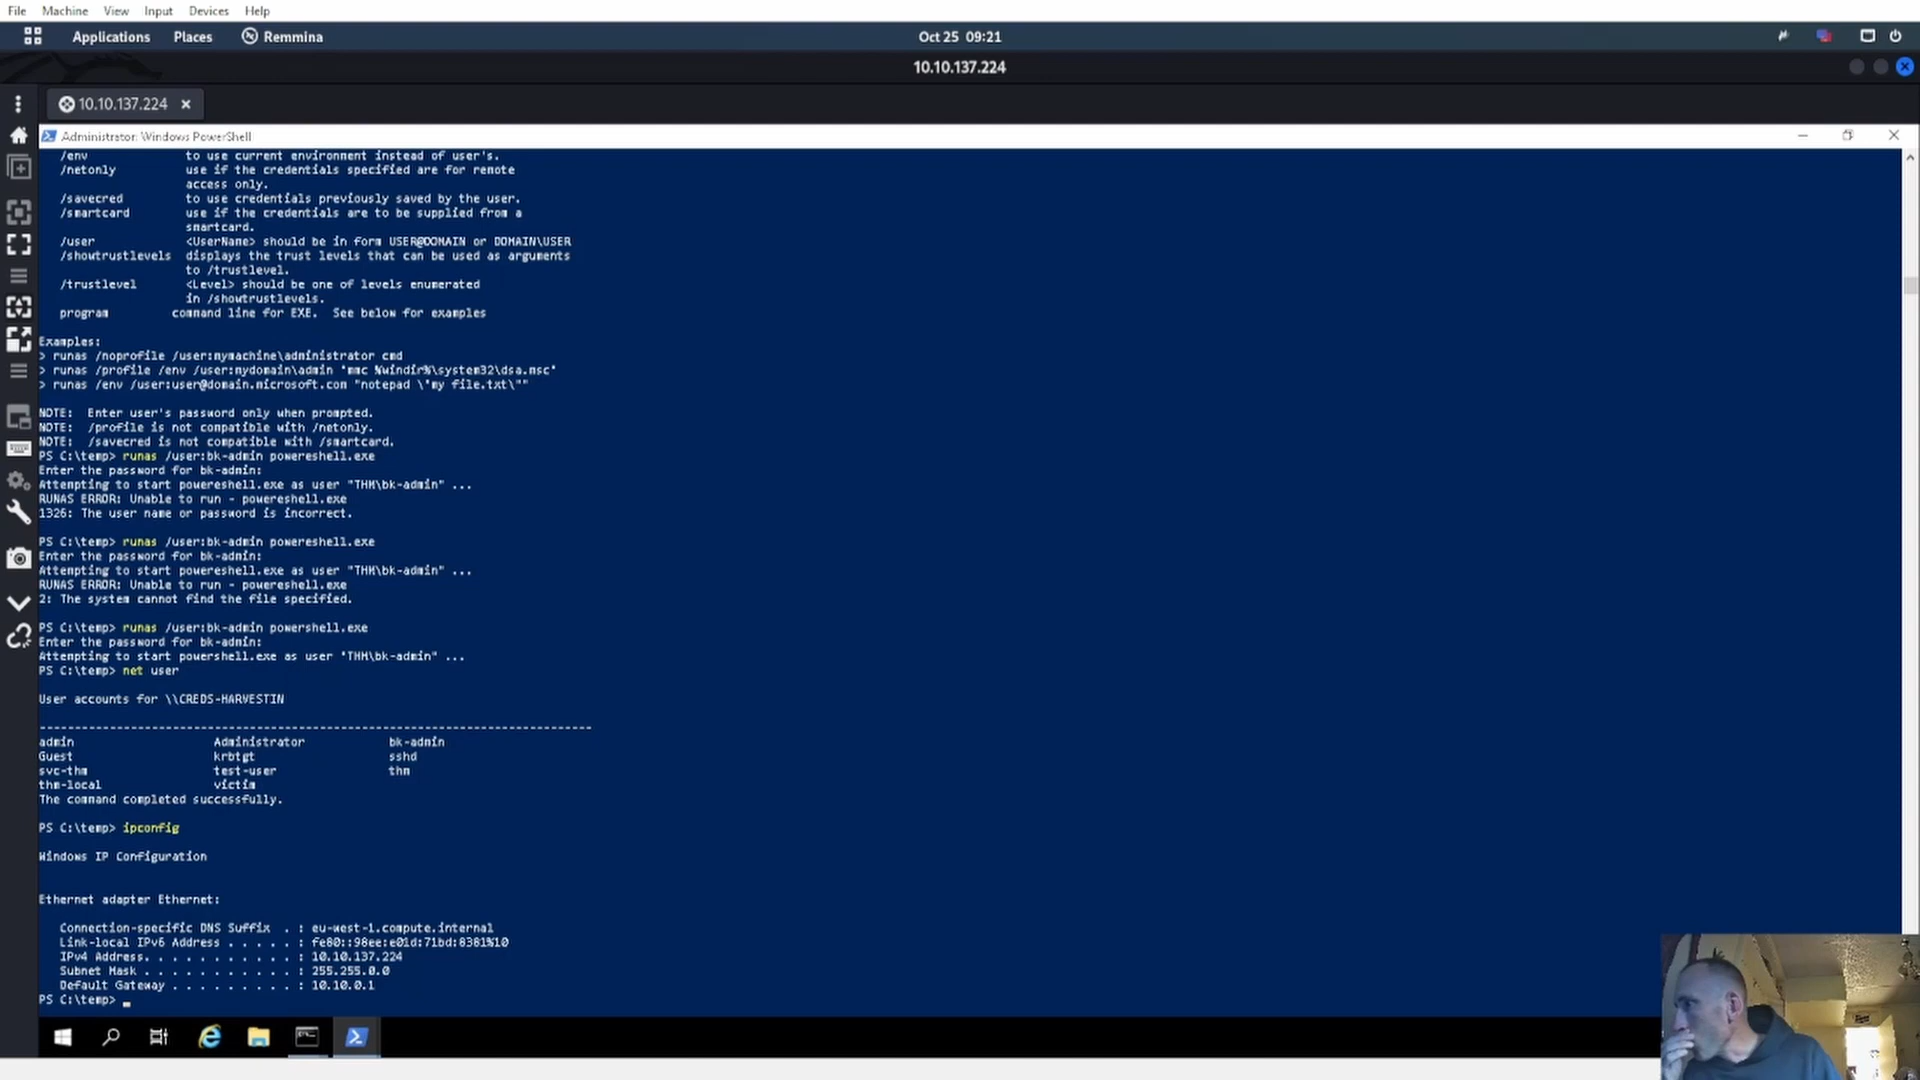 File Machine View Input Devices Help
Applications Places Remmina Oct 25 09:21
10.10.137.224
10.10.137.224
Administrator: Windows PowerShell
/env to use current environment instead of user's.
/netonly use if the credentials specified are for remote
access only.
/savecred to use credentials previously saved by the user.
/smartcard use if the credentials are to be supplied from a
smartcard.
/user <UserName> should be in form USER@DOMAIN or DOMAIN\USER
/showtrustlevels displays the trust levels that can be used as arguments
to /trustlevel.
/trustlevel <Level> should be one of levels enumerated
in /showtrustlevels.
program command line for EXE. See below for examples
Examples:
> runas /noprofile /user:mymachine\administrator cmd
> runas /profile /env /user:mydomain\admin "mmc %windir%\system32\dsa.msc"
> runas /env /user:user@domain.microsoft.com "notepad \"my file.txt\""
NOTE: Enter user's password only when prompted.
NOTE: /profile is not compatible with /netonly.
NOTE: /savecred is not compatible with /smartcard.
PS C:\temp> runas /user:bk-admin powereshell.exe
Enter the password for bk-admin:
Attempting to start powereshell.exe as user "THM\bk-admin" ...
RUNAS ERROR: Unable to run - powereshell.exe
1326: The user name or password is incorrect.
PS C:\temp> runas /user:bk-admin powereshell.exe
Enter the password for bk-admin:
Attempting to start powereshell.exe as user "THM\bk-admin" ...
RUNAS ERROR: Unable to run - powereshell.exe
2: The system cannot find the file specified.
PS C:\temp> runas /user:bk-admin powershell.exe
Enter the password for bk-admin:
Attempting to start powershell.exe as user "THM\bk-admin" ...
PS C:\temp> net user
User accounts for \\CREDS-HARVESTIN
-------------------------------------------------------------------------------
admin Administrator bk-admin
Guest krbtgt sshd
svc-thm test-user thm
thm-local victim
The command completed successfully.
PS C:\temp> ipconfig
Windows IP Configuration
Ethernet adapter Ethernet:
Connection-specific DNS Suffix . : eu-west-1.compute.internal
Link-local IPv6 Address . . . . . : fe80::98ee:e01d:71bd:8381%10
IPv4 Address. . . . . . . . . . . : 10.10.137.224
Subnet Mask . . . . . . . . . . . : 255.255.0.0
Default Gateway . . . . . . . . . : 10.10.0.1
PS C:\temp> _